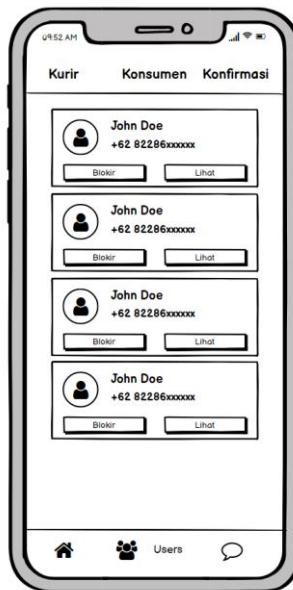 09:52 AM
Kurir Konsumen Konfirmasi
John Doe
+62 82286xxxxxx
Blokir Lihat
John Doe
+62 82286xxxxxx
Blokir Lihat
John Doe
+62 82286xxxxxx
Blokir Lihat
John Doe
+62 82286xxxxxx
Blokir Lihat
Users